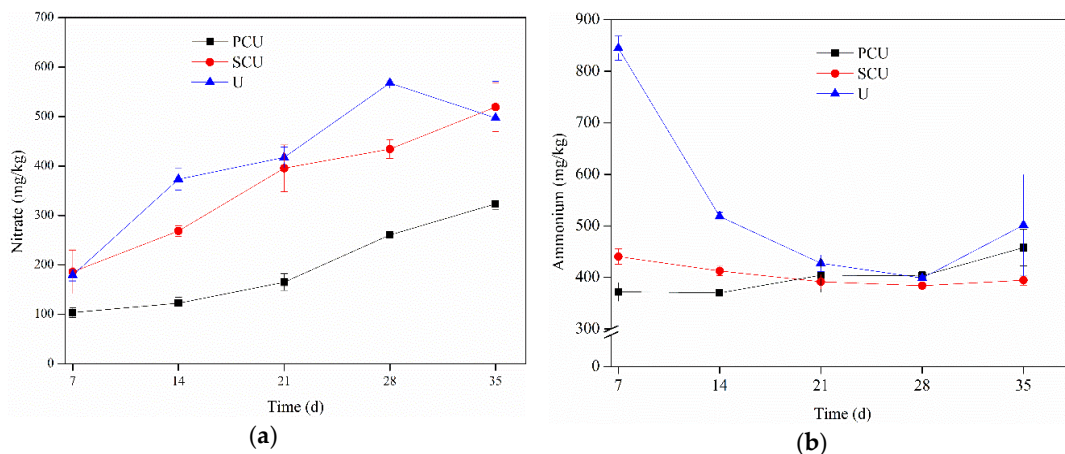 700
600
500
400
300
200
100
0
Nitrate (mg/kg)
PCU
SCU
U
7 14 21 28 35
Time (d)
(a)
900
800
700
600
500
400
300
0
Ammonium (mg/kg)
PCU
SCU
U
7 14 21 28 35
Time (d)
(b)